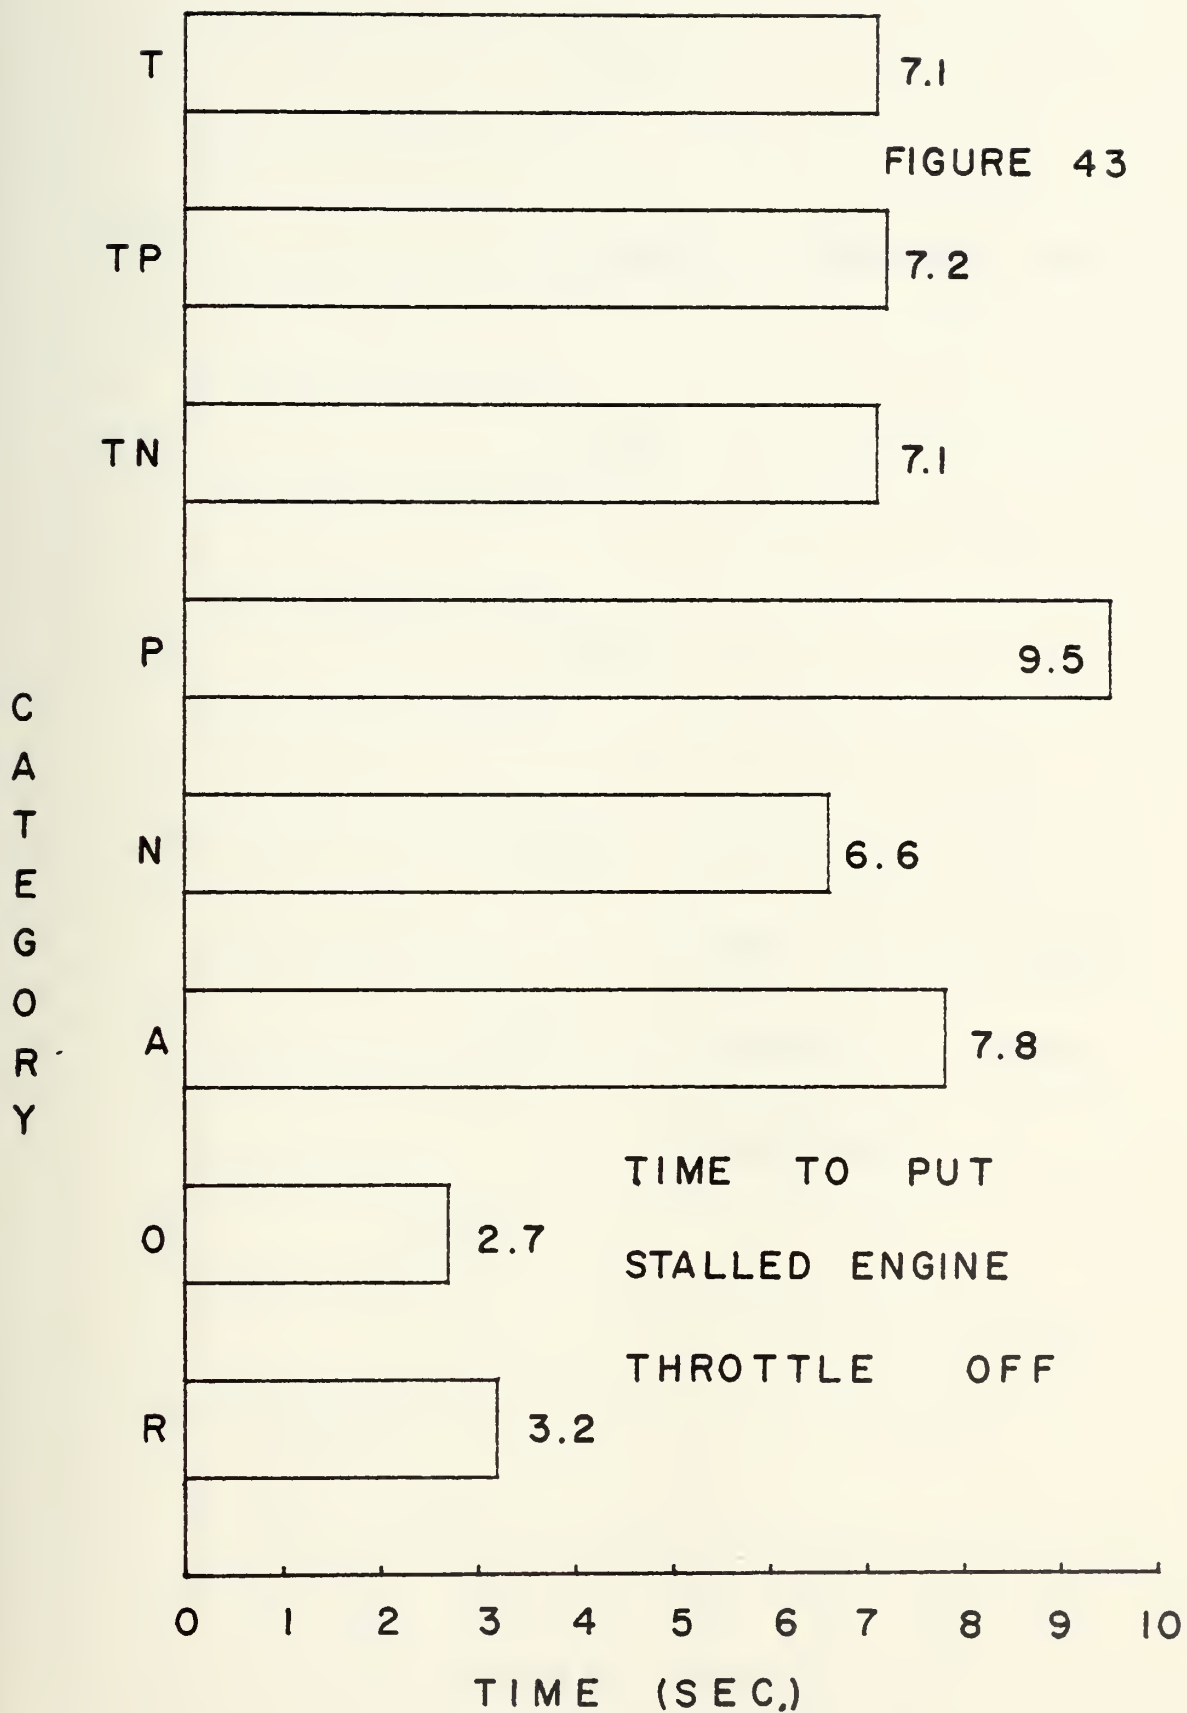 T
7.1
FIGURE 43
TP
7.2
TN
7.1
P
9.5
N
6.6
A
7.8
O
2.7
R
3.2
CATEGORY
TIME TO PUT
STALLED ENGINE
THROTTLE OFF
0 1 2 3 4 5 6 7 8 9 10
TIME (SEC.)